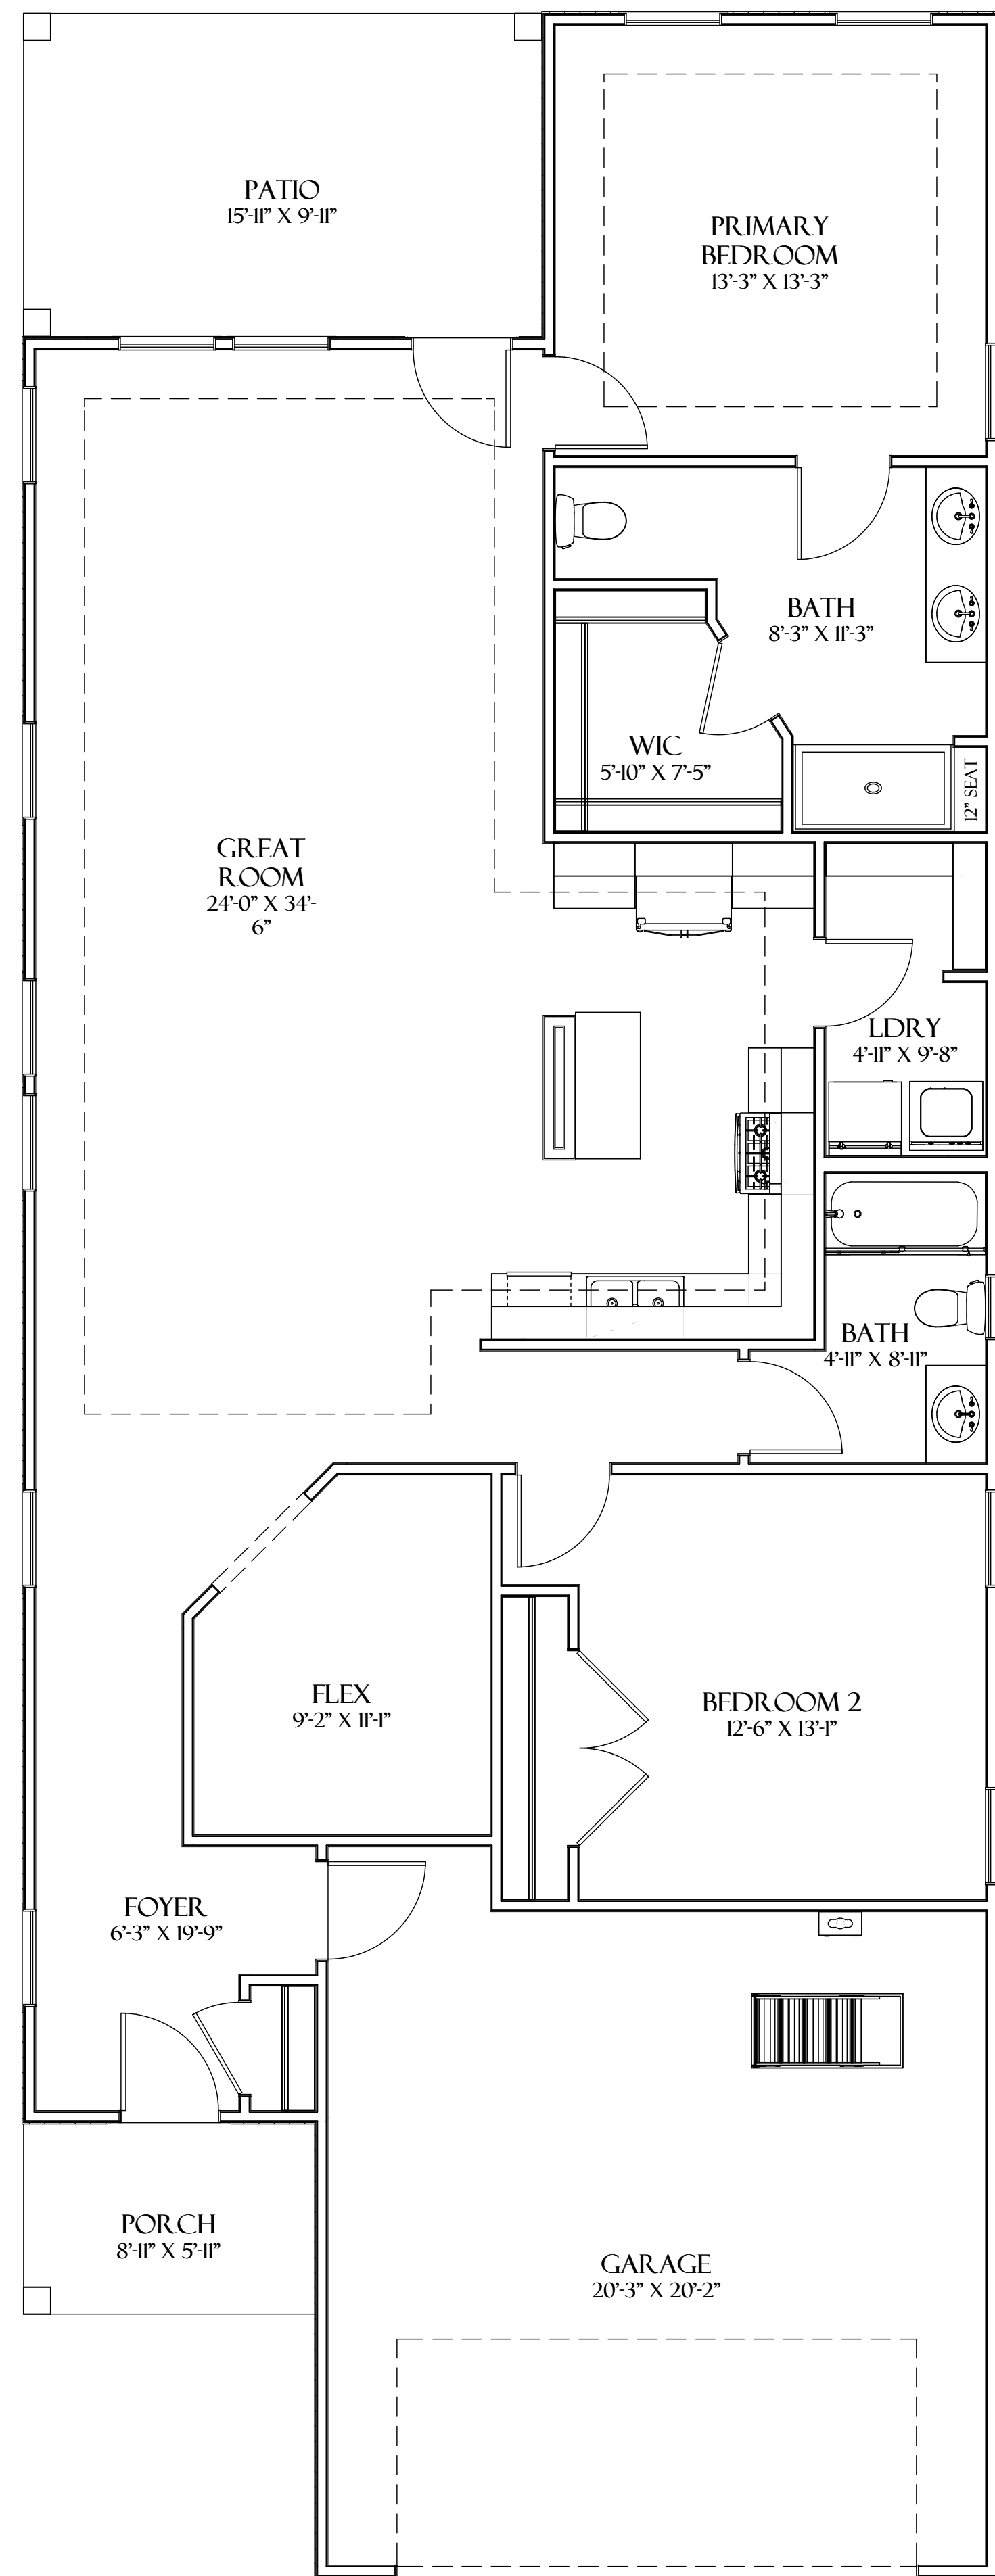 PATIO
15'-11" X 9'-11"
PRIMARY
BEDROOM
13'-3" X 13'-3"
BATH
8'-3" X 11'-3"
WIC
5'-10" X 7'-5"
12" SEAT
GREAT
ROOM
24'-0" X 34'-
6"
LDRY
4'-11" X 9'-8"
BATH
4'-11" X 8'-11"
FLEX
9'-2" X 11'-1"
BEDROOM 2
12'-6" X 13'-1"
FOYER
6'-3" X 19'-9"
PORCH
8'-11" X 5'-11"
GARAGE
20'-3" X 20'-2"